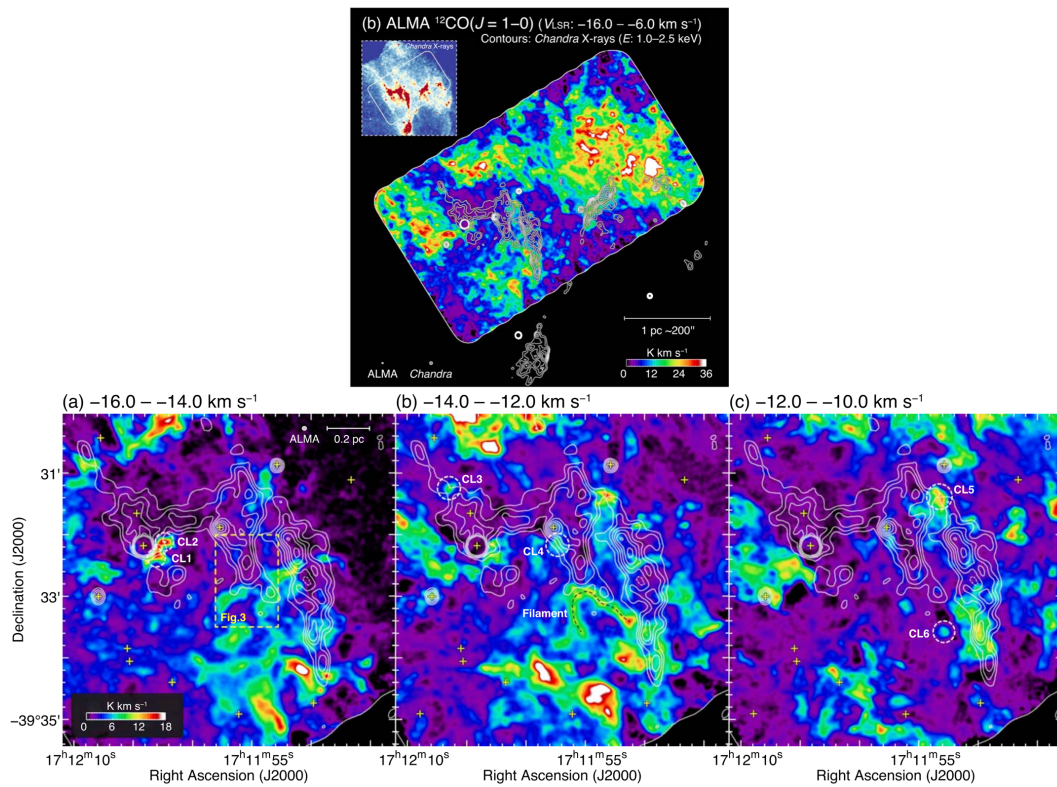 (b) ALMA ¹²CO(J = 1–0) (VLSR: −16.0 – −6.0 km s⁻¹)
Contours: Chandra X-rays (E: 1.0–2.5 keV)
Chandra X-rays
1 pc ~200"
K km s⁻¹
0 12 24 36
ALMA Chandra
(a) −16.0 – −14.0 km s⁻¹
(b) −14.0 – −12.0 km s⁻¹
(c) −12.0 – −10.0 km s⁻¹
ALMA
0.2 pc
31'
33'
−39°35'
Declination (J2000)
CL2
CL1
Fig.3
K km s⁻¹
0 6 12 18
CL3
CL4
Filament
CL5
CL6
17ʰ12ᵐ10ˢ 17ʰ11ᵐ55ˢ
17ʰ12ᵐ10ˢ 17ʰ11ᵐ55ˢ
17ʰ12ᵐ10ˢ 17ʰ11ᵐ55ˢ
Right Ascension (J2000)
Right Ascension (J2000)
Right Ascension (J2000)